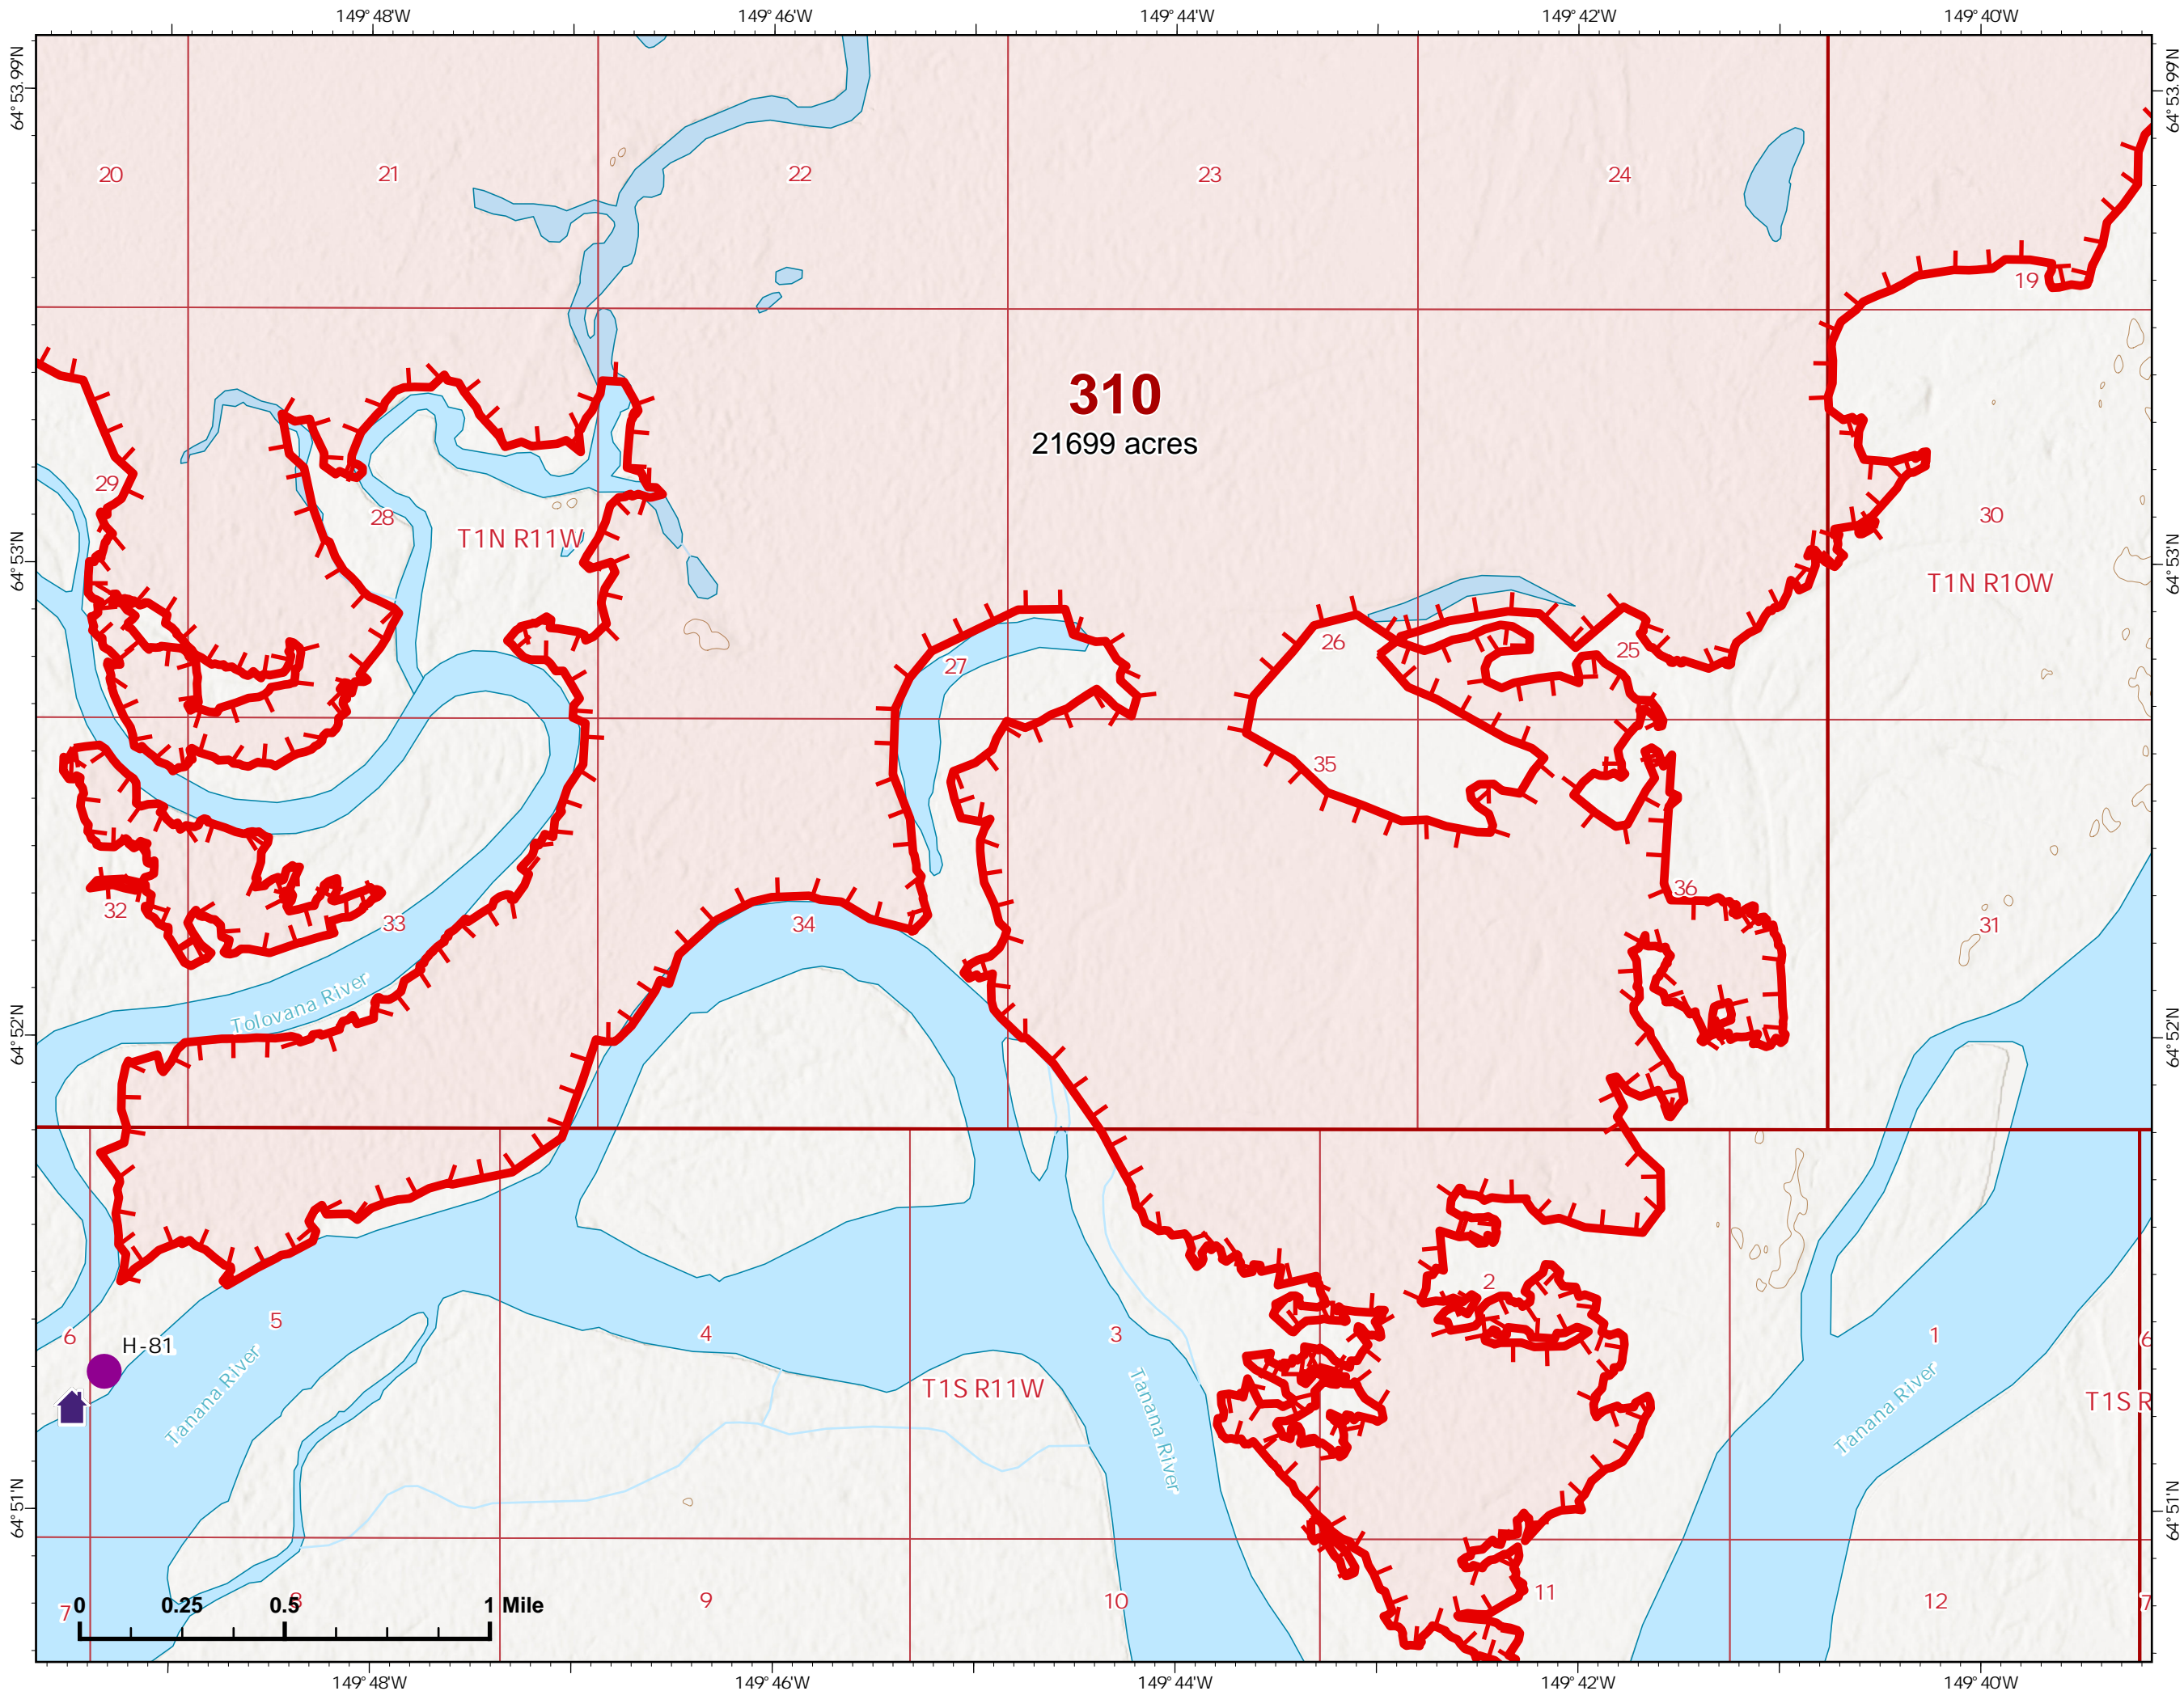 149°48'W 149°46'W 149°44'W 149°42'W 149°40'W
64°53.99'N 64°53.99'N
20 21 22 23 24
19
310
21699 acres
29
28
T1N R11W
30
64°53'N 64°53'N
T1N R10W
26
25
27
35
36
32
33
34
31
Tolovana River
64°52'N 64°52'N
2
5
6
4
3
1
6
H-81
T1S R11W
T1S R
Tanana River
Tanana River
Tanana River
64°51'N 64°51'N
11
7
8
9
10
12
7
0 0.25 0.5 1 Mile
149°48'W 149°46'W 149°44'W 149°42'W 149°40'W